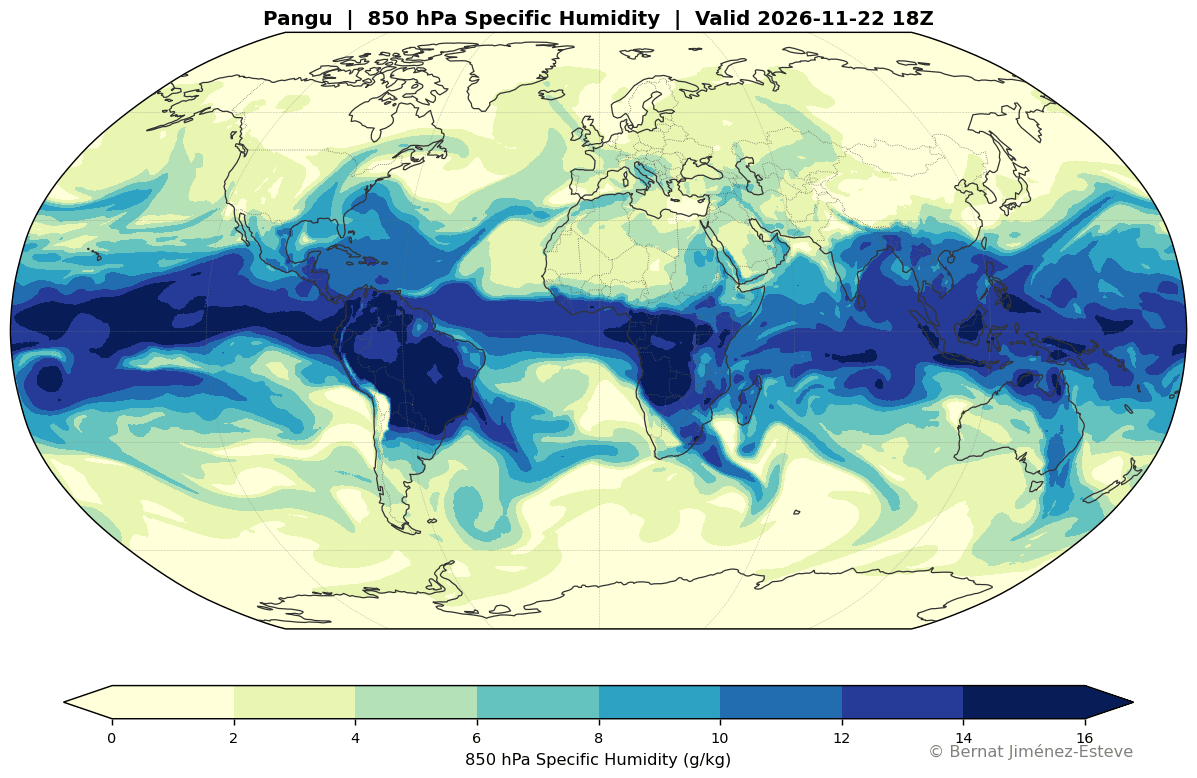 Pangu | 850 hPa Specific Humidity | Valid 2026-11-22 18Z
0 2 4 6 8 10 12 14 16
850 hPa Specific Humidity (g/kg)
© Bernat Jiménez-Esteve